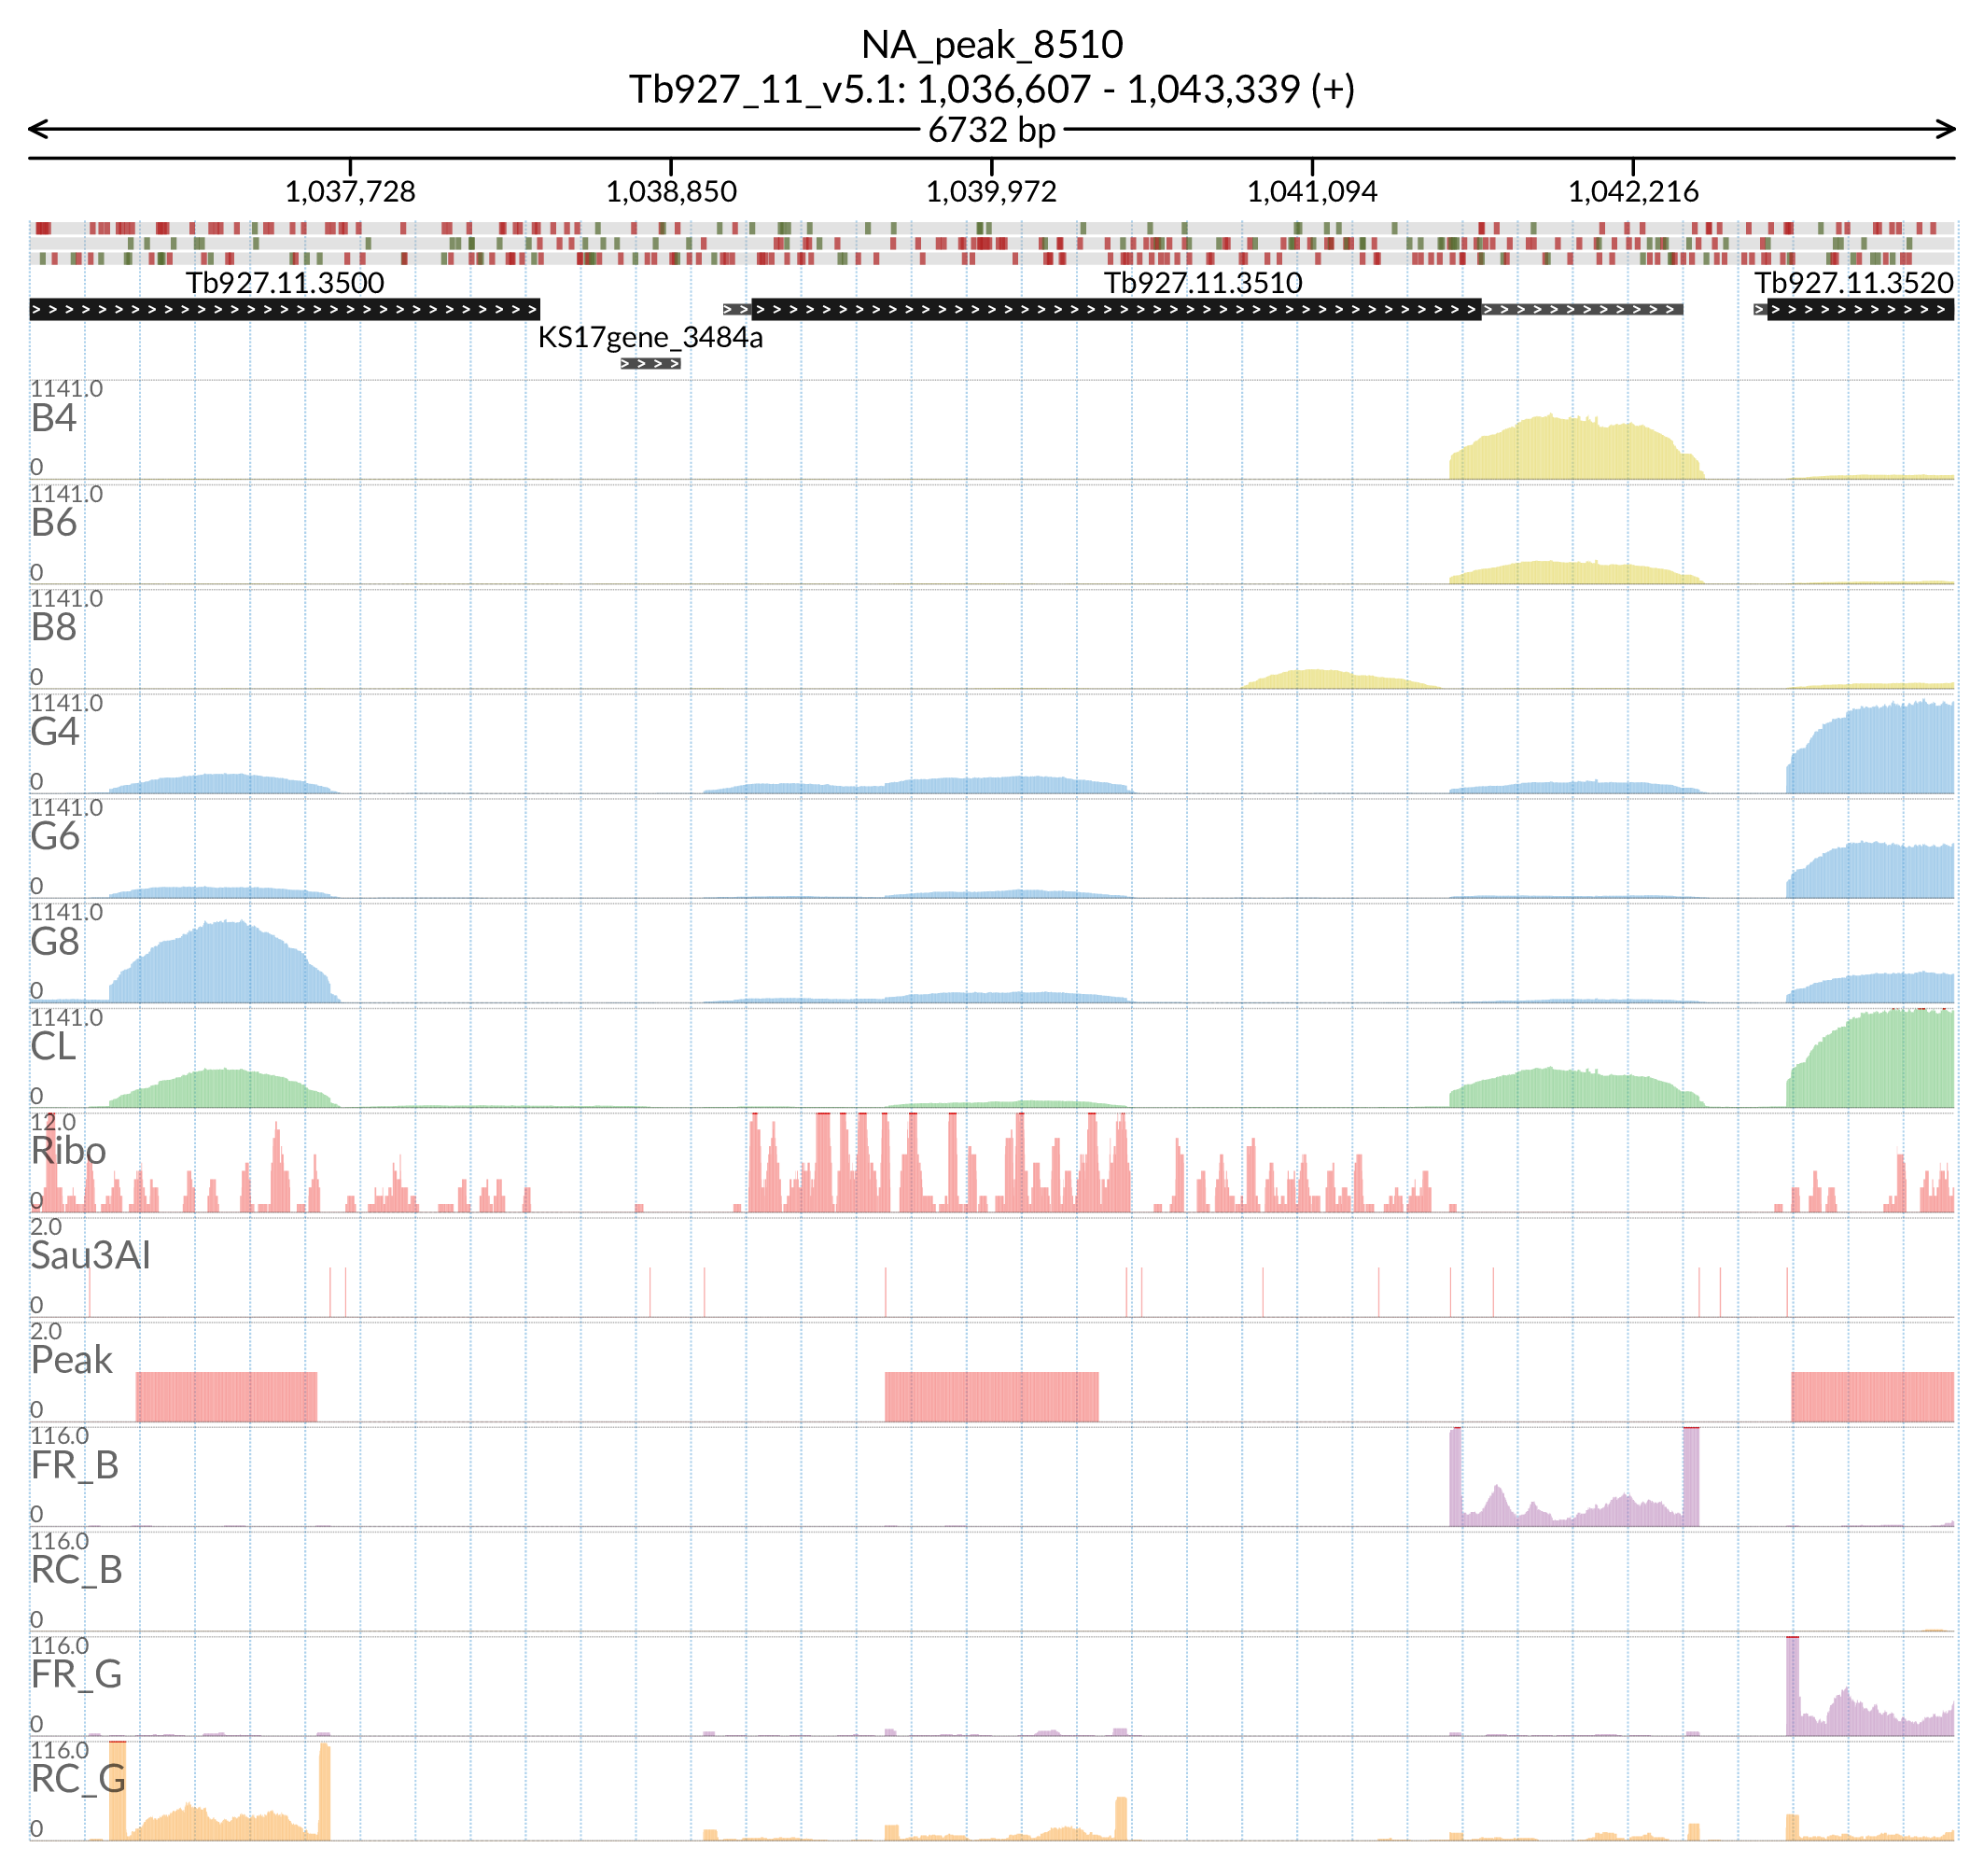 NA_peak_8510
Tb927_11_v5.1: 1,036,607 - 1,043,339 (+)
6732 bp
1,037,728 1,038,850 1,039,972 1,041,094 1,042,216
Tb927.11.3500 Tb927.11.3510 Tb927.11.3520
KS17gene_3484a
1141.0
B4
0
1141.0
B6
0
1141.0
B8
0
1141.0
G4
0
1141.0
G6
0
1141.0
G8
0
1141.0
CL
0
12.0
Ribo
0
2.0
Sau3AI
0
2.0
Peak
0
116.0
FR_B
0
116.0
RC_B
0
116.0
FR_G
0
116.0
RC_G
0